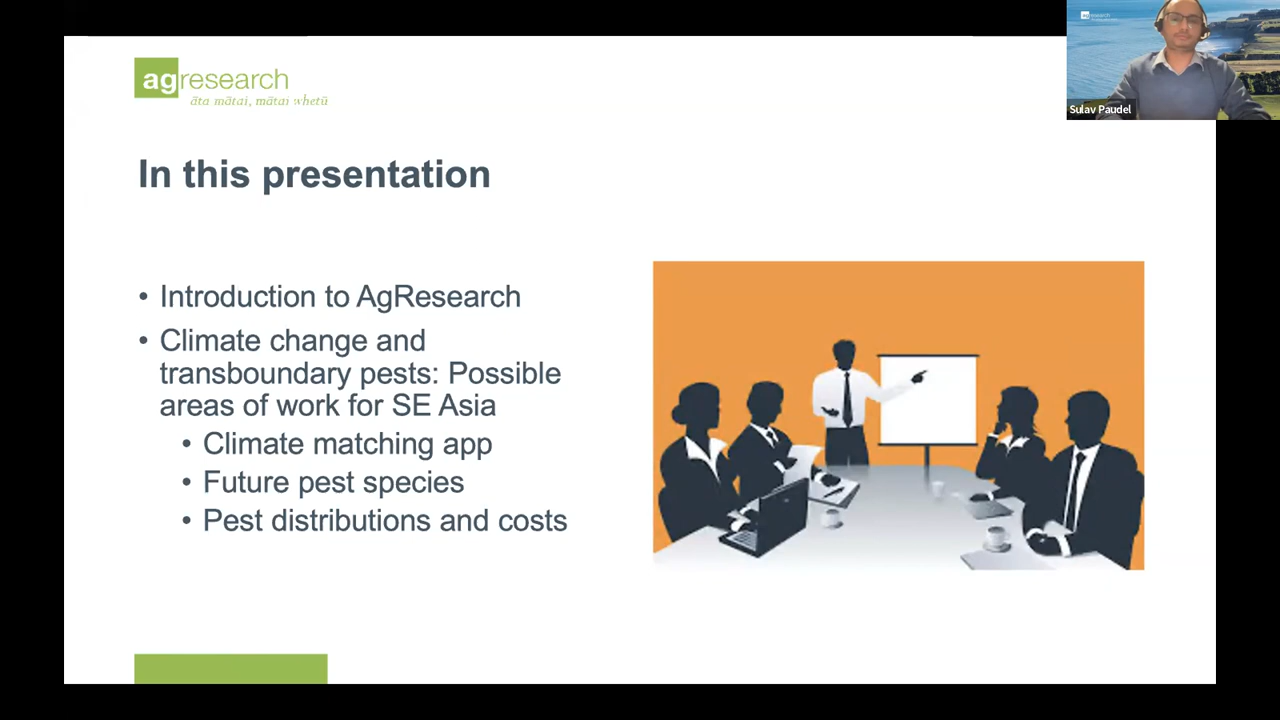 agresearch
āta mātai, mātai whetū
Sulav Paudel
In this presentation
• Introduction to AgResearch
• Climate change and
transboundary pests: Possible
areas of work for SE Asia
• Climate matching app
• Future pest species
• Pest distributions and costs